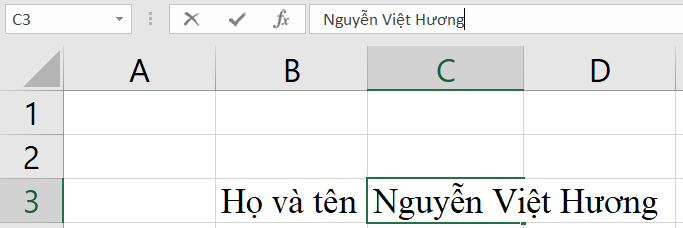 C3 fx Nguyễn Việt Hương
A B C D
1
2
3 Họ và tên Nguyễn Việt Hương